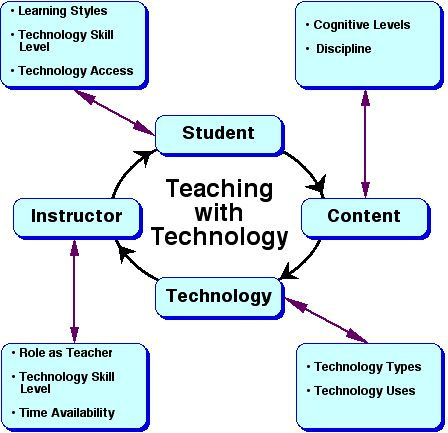 • Learning Styles
• Technology Skill
Level
• Technology Access
• Cognitive Levels
• Discipline
Student
Teaching
with
Technology
Instructor
Content
Technology
• Role as Teacher
• Technology Skill
Level
• Time Availability
• Technology Types
• Technology Uses